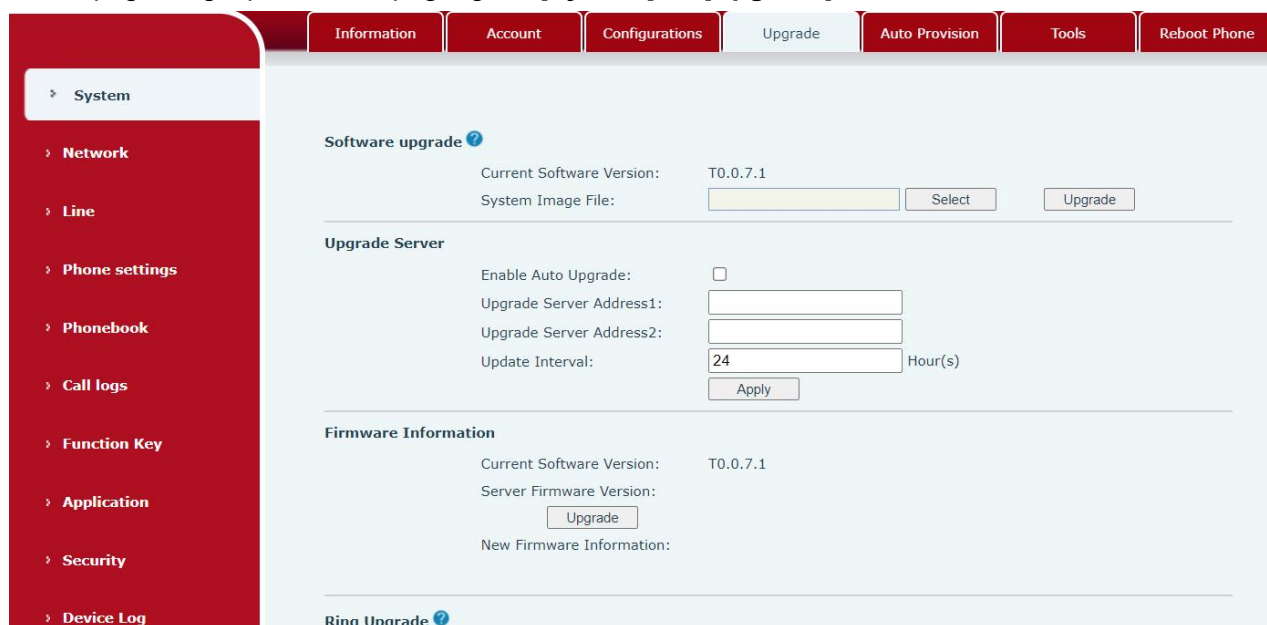 Information Account Configurations Upgrade Auto Provision Tools Reboot Phone
System
Network
Line
Phone settings
Phonebook
Call logs
Function Key
Application
Security
Device Log
Software upgrade ?
Current Software Version: T0.0.7.1
System Image File: Select Upgrade
Upgrade Server
Enable Auto Upgrade:
Upgrade Server Address1:
Upgrade Server Address2:
Update Interval: 24 Hour(s)
Apply
Firmware Information
Current Software Version: T0.0.7.1
Server Firmware Version:
Upgrade
New Firmware Information:
Ring Upgrade ?